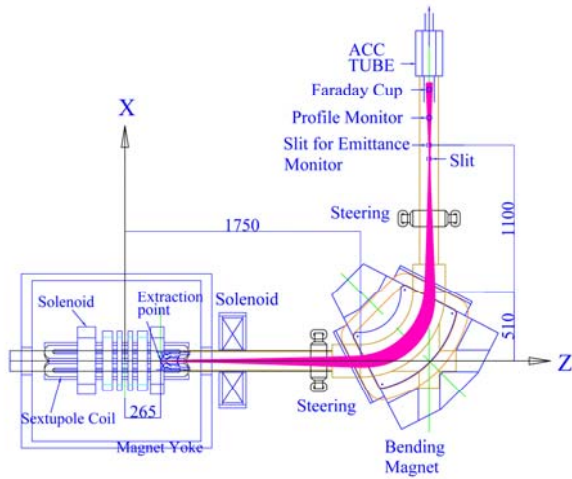 ACC
TUBE
Faraday Cup
X
Profile Monitor
Slit for Emittance
Monitor
Slit
Steering
1750
1100
Solenoid
Extraction
point
Solenoid
510
Z
265
Steering
Sextupole Coil
Magnet Yoke
Bending
Magnet